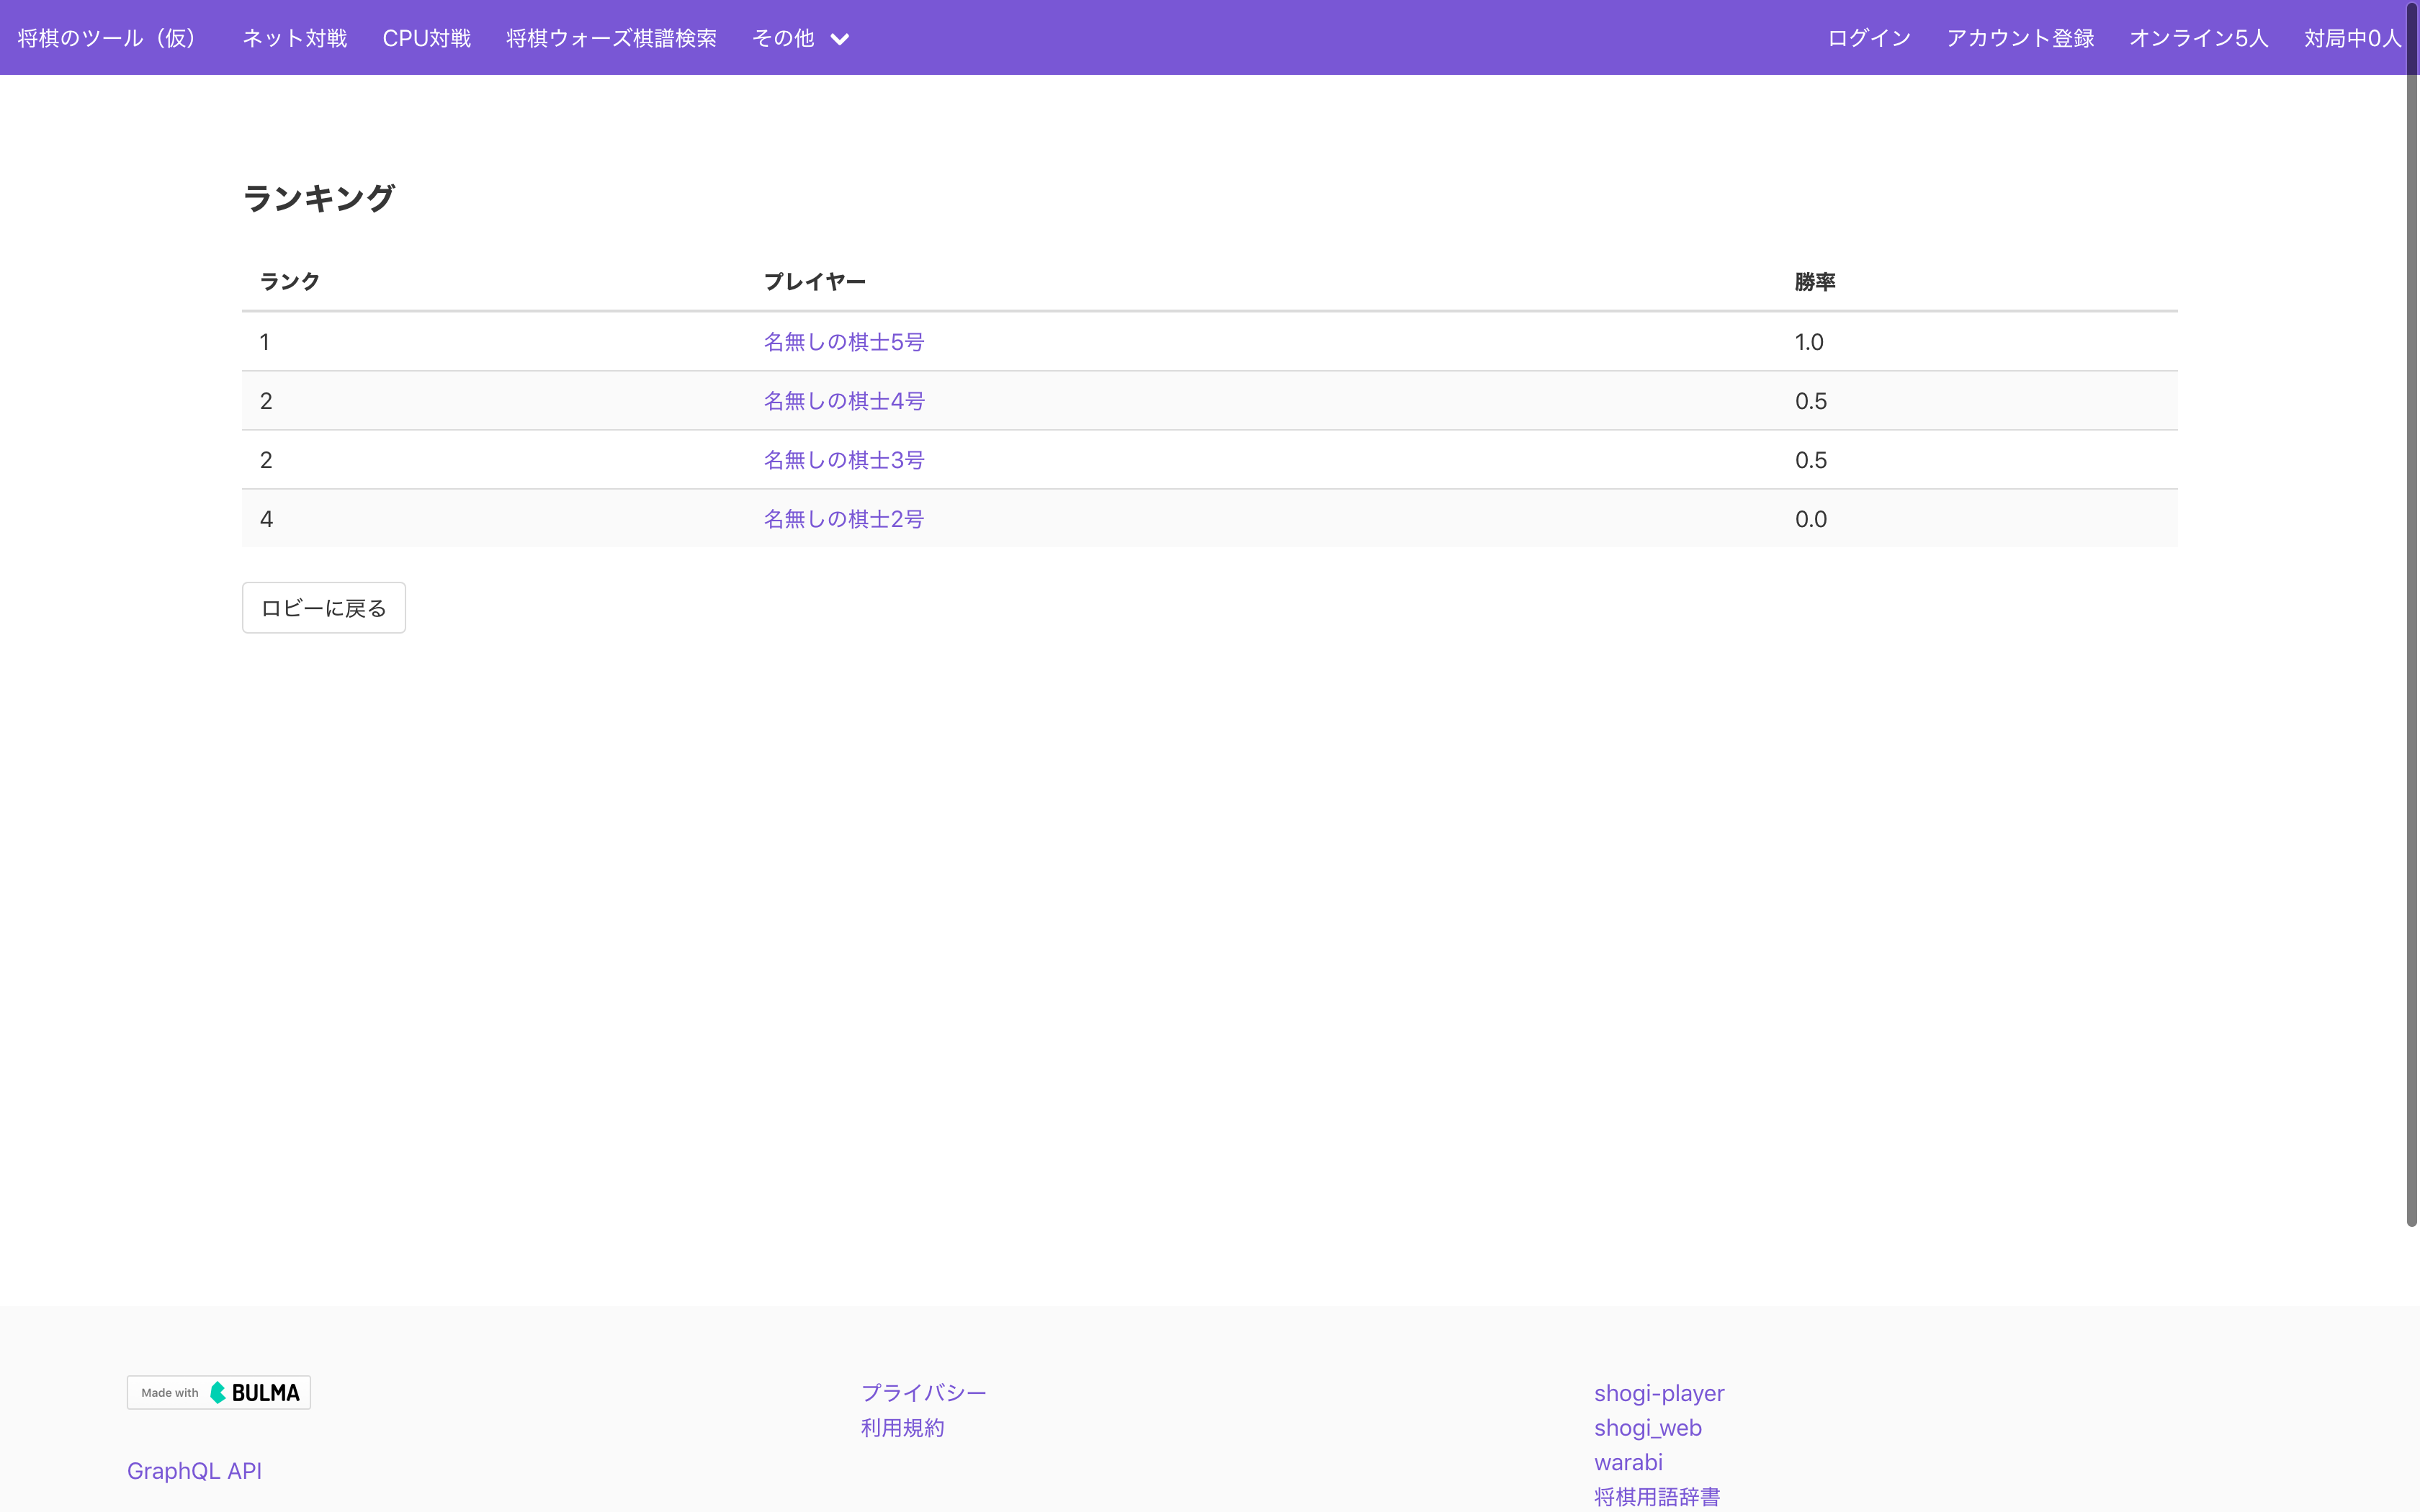 将棋のツール（仮） ネット対戦 CPU対戦 将棋ウォーズ棋譜検索 その他 ログイン アカウント登録 オンライン5人 対局中0人
ランキング
ランク プレイヤー 勝率
1 名無しの棋士5号 1.0
2 名無しの棋士4号 0.5
2 名無しの棋士3号 0.5
4 名無しの棋士2号 0.0
ロビーに戻る
Made with BULMA
GraphQL API
プライバシー
利用規約
shogi-player
shogi_web
warabi
将棋用語辞書